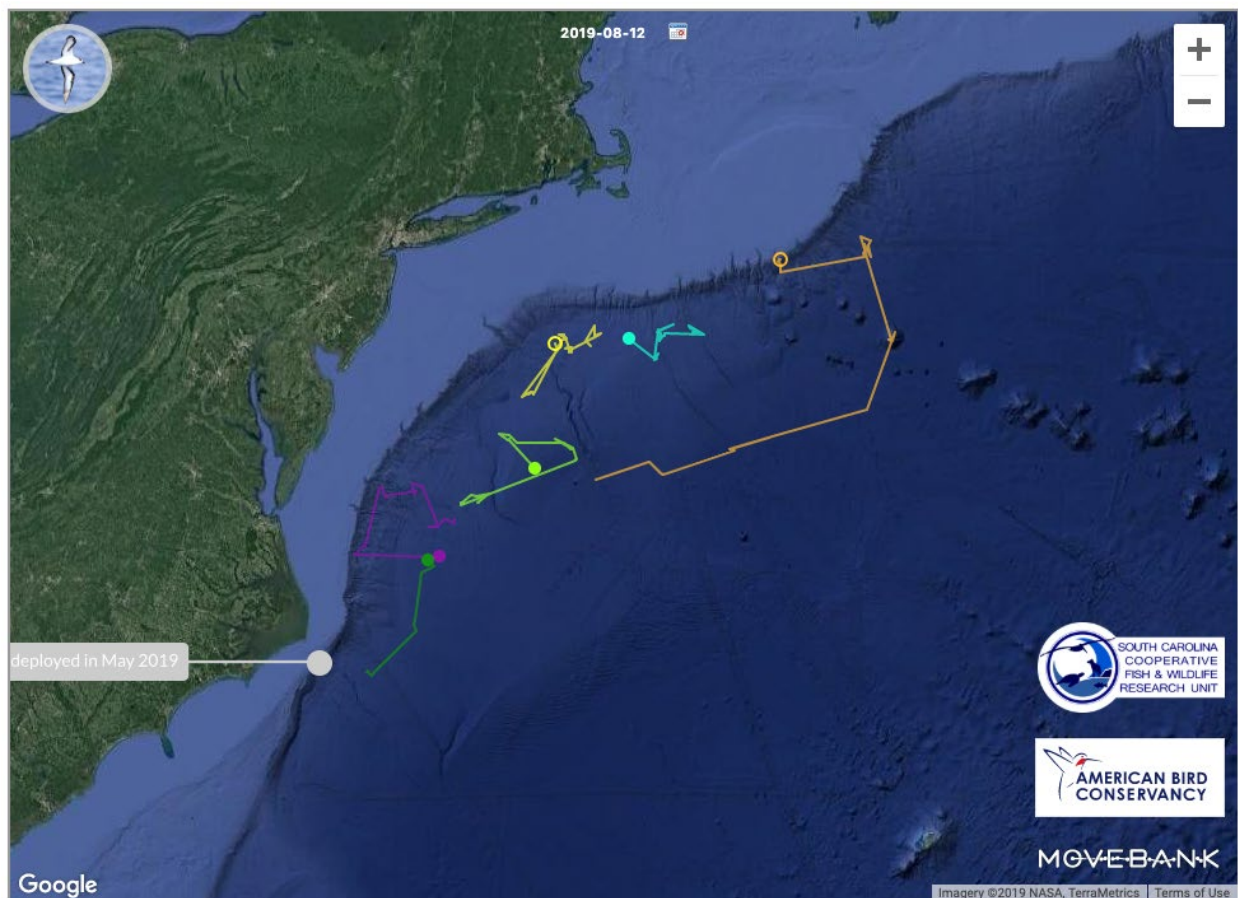 2019-08-12
+
−
deployed in May 2019
SOUTH CAROLINA
COOPERATIVE
FISH & WILDLIFE
RESEARCH UNIT
AMERICAN BIRD
CONSERVANCY
MOVEBANK
Google
Imagery ©2019 NASA, TerraMetrics
Terms of Use